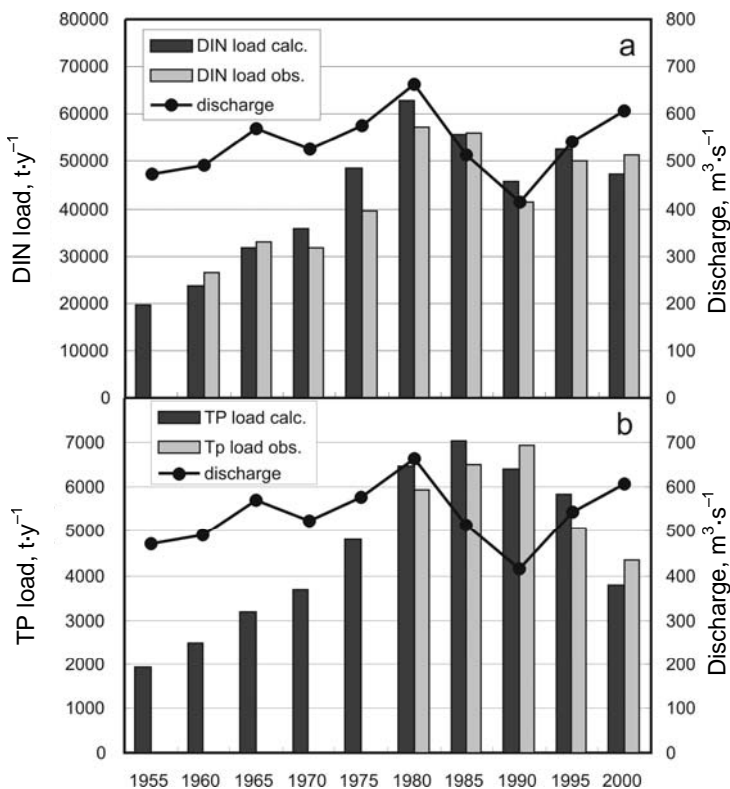 80000 800
DIN load calc.
a
70000 700
DIN load obs.
60000 600
discharge
50000 500
40000 400
30000 300
20000 200
10000 100
0 0
DIN load, t·y⁻¹
Discharge, m³·s⁻¹
TP load calc.
b
7000 700
Tp load obs.
6000 600
discharge
5000 500
4000 400
3000 300
2000 200
1000 100
0 0
TP load, t·y⁻¹
Discharge, m³·s⁻¹
1955 1960 1965 1970 1975 1980 1985 1990 1995 2000